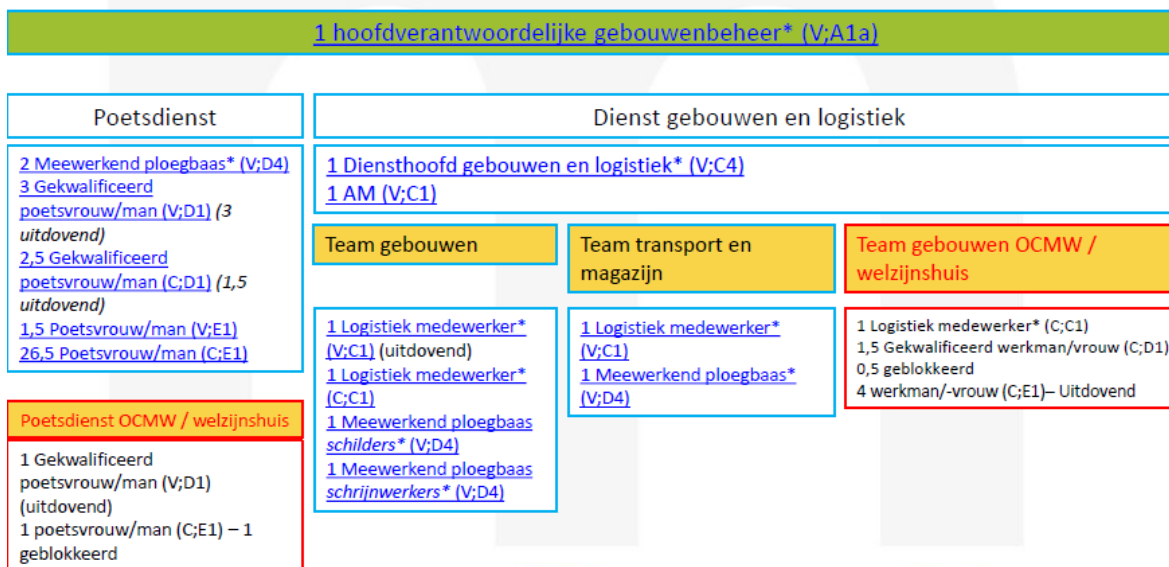 1 hoofdverantwoordelijke gebouwenbeheer* (V;A1a)
Poetsdienst
2 Meewerkend ploegbaas* (V;D4)
3 Gekwalificeerd
poetsvrouw/man (V;D1) (3
uitdovend)
2,5 Gekwalificeerd
poetsvrouw/man (C;D1) (1,5
uitdovend)
1,5 Poetsvrouw/man (V;E1)
26,5 Poetsvrouw/man (C;E1)
Poetsdienst OCMW / welzijnshuis
1 Gekwalificeerd
poetsvrouw/man (V;D1)
(uitdovend)
1 poetsvrouw/man (C;E1) – 1
geblokkeerd
Dienst gebouwen en logistiek
1 Diensthoofd gebouwen en logistiek* (V;C4)
1 AM (V;C1)
Team gebouwen
1 Logistiek medewerker*
(V;C1) (uitdovend)
1 Logistiek medewerker*
(C;C1)
1 Meewerkend ploegbaas
schilders* (V;D4)
1 Meewerkend ploegbaas
schrijnwerkers* (V;D4)
Team transport en
magazijn
1 Logistiek medewerker*
(V;C1)
1 Meewerkend ploegbaas*
(V;D4)
Team gebouwen OCMW /
welzijnshuis
1 Logistiek medewerker* (C;C1)
1,5 Gekwalificeerd werkman/vrouw (C;D1)
0,5 geblokkeerd
4 werkman/-vrouw (C;E1)– Uitdovend